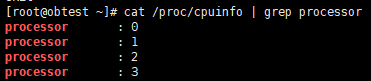 [root@obtest ~]# cat /proc/cpuinfo | grep processor
processor : 0
processor : 1
processor : 2
processor : 3